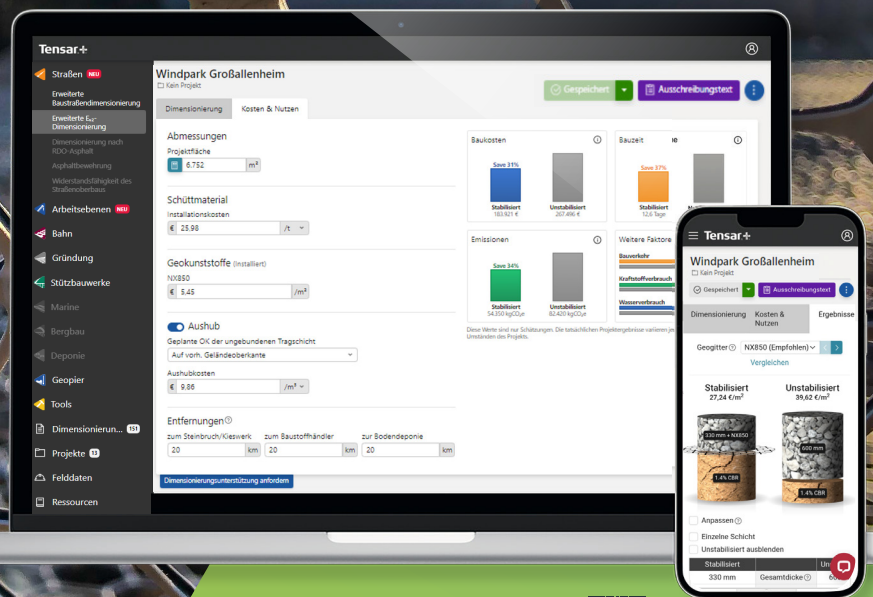 Tensar+
Straßen NEU
Erweiterte
Baustraßendimensionierung
Erweiterte Ev2-
Dimensionierung
Dimensionierung nach
RDO-Asphalt
Asphaltbewehrung
Widerstandsfähigkeit des
Straßenoberbaus
Arbeitsebenen NEU
Bahn
Gründung
Stützbauwerke
Marine
Bergbau
Deponie
Geopier
Tools
Dimensionierun... 151
Projekte 13
Felddaten
Ressourcen
Windpark Großallenheim
Kein Projekt
Gespeichert
Ausschreibungstext
Dimensionierung
Kosten & Nutzen
Abmessungen
Projektfläche
6.752 m²
Schüttmaterial
Installationskosten
€ 25,98 /t
Geokunststoffe (Installiert)
NX850
€ 5,45 /m²
Aushub
Geplante OK der ungebundenen Tragschicht
Auf vorh. Geländeoberkante
Aushubkosten
€ 9,86 /m³
Entfernungen
zum Steinbruch/Kieswerk zum Baustoffhändler zur Bodendeponie
20 km 20 km 20 km
Dimensionierungsunterstützung anfordern
Baukosten
Save 31%
Stabilisiert Unstabilisiert
183.921 € 267.496 €
Bauzeit
Save 37%
Stabilisiert
12,6 Tage
Emissionen
Save 34%
Stabilisiert Unstabilisiert
54.350 kgCO₂e 82.420 kgCO₂e
Weitere Faktore
Bauverkehr
Kraftstoffverbrauch
Wasserverbrauch
Diese Werte sind nur Schätzungen. Die tatsächlichen Projektergebnisse variieren je
Umständen des Projekts.
Tensar+
Windpark Großallenheim
Kein Projekt
Gespeichert
Ausschreibungstext
Dimensionierung Kosten & Ergebnisse
Nutzen
Geogitter NX850 (Empfohlen)
Vergleichen
Stabilisiert Unstabilisiert
27,24 €/m² 39,62 €/m²
330 mm + NX850
600 mm
1.4% CBR
1.4% CBR
Anpassen
Einzelne Schicht
Unstabilisiert ausblenden
Stabilisiert Un
330 mm Gesamtdicke 60